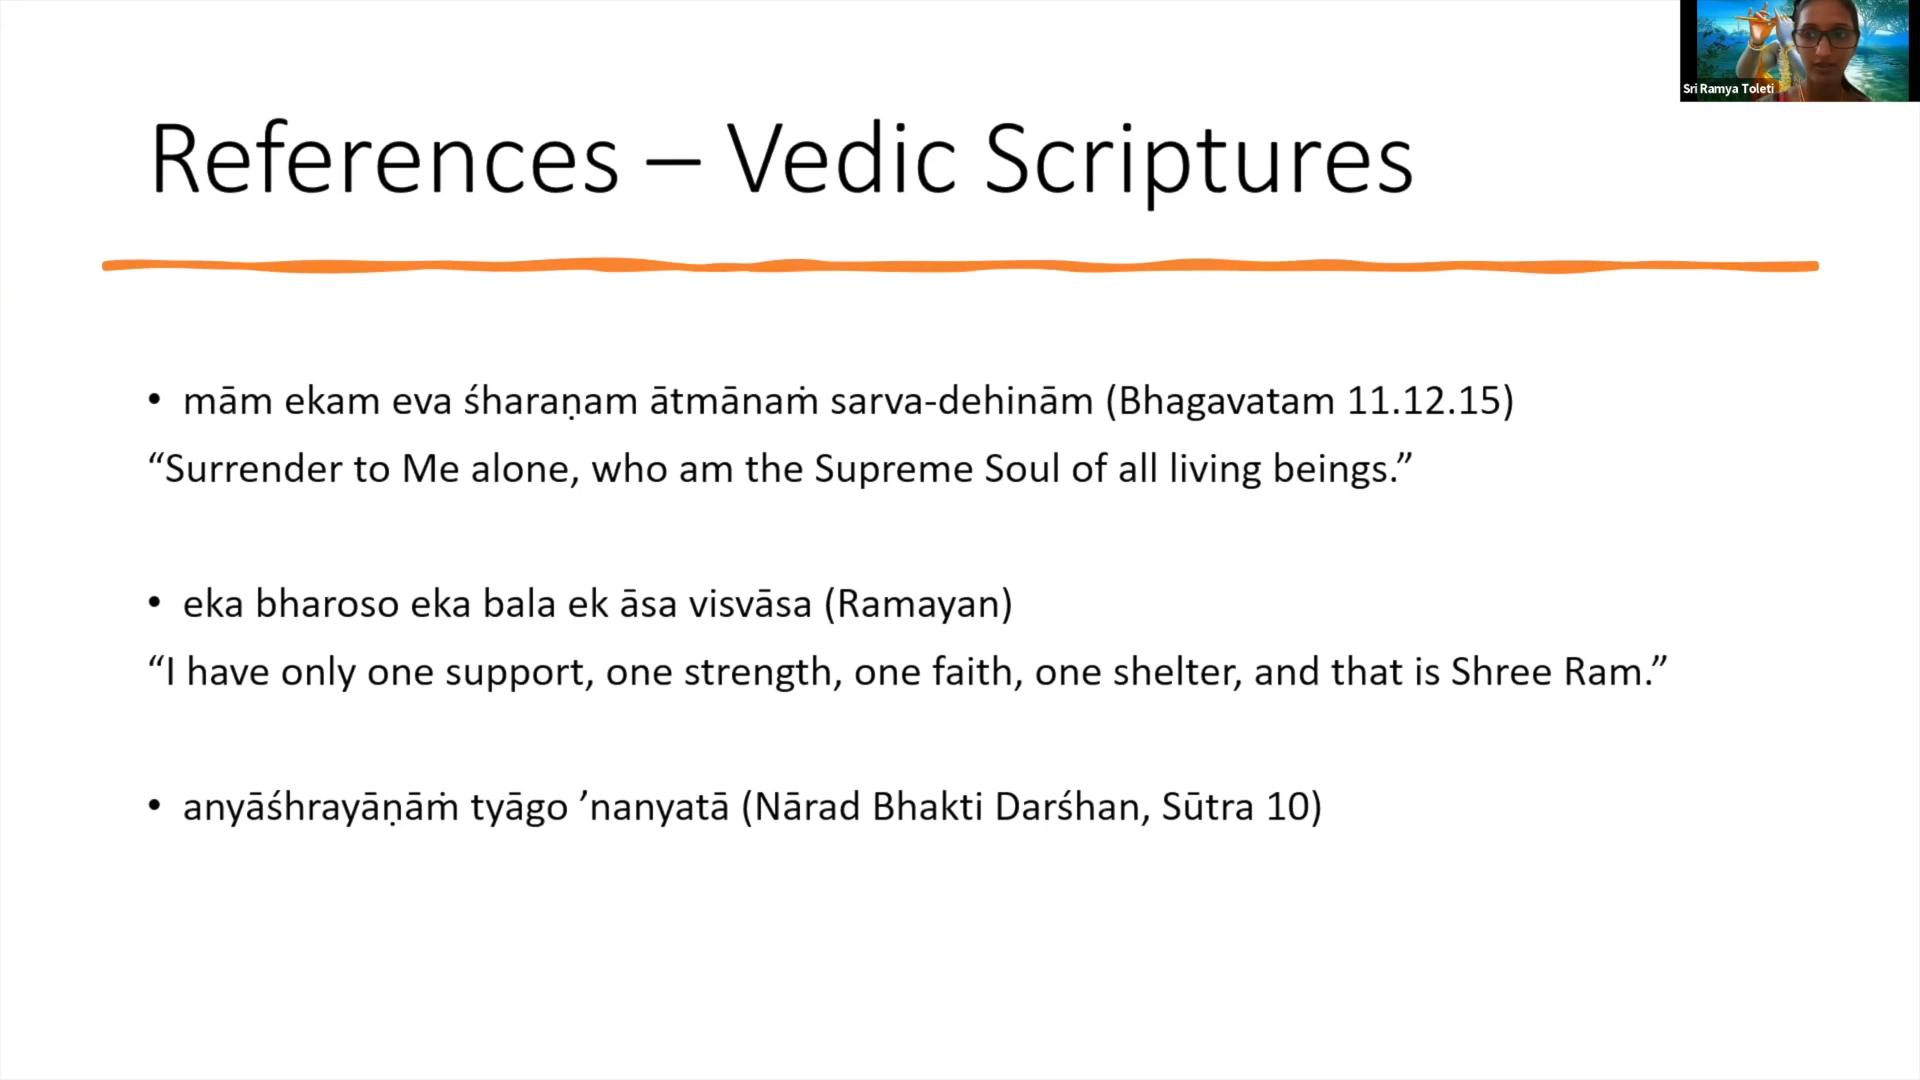 Sri Ramya Toleti
References – Vedic Scriptures
• mām ekam eva śharaṇam ātmānaṁ sarva-dehinām (Bhagavatam 11.12.15)
“Surrender to Me alone, who am the Supreme Soul of all living beings.”
• eka bharoso eka bala ek āsa visvāsa (Ramayan)
“I have only one support, one strength, one faith, one shelter, and that is Shree Ram.”
• anyāśhrayāṇāṁ tyāgo ’nanyatā (Nārad Bhakti Darśhan, Sūtra 10)